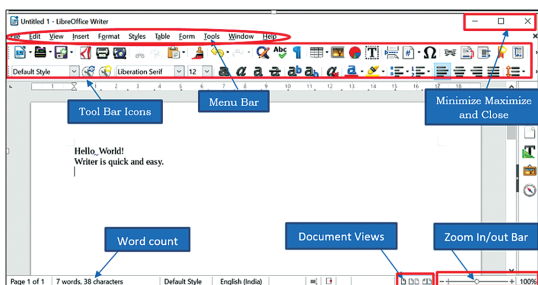 Untitled 1 - LibreOffice Writer
File Edit View Insert Format Styles Table Form Tools Window Help
Default Style Liberation Serif 12
Tool Bar Icons
Menu Bar
Minimize Maximize
and Close
Hello_World!
Writer is quick and easy.
Word count
Document Views
Zoom In/out Bar
Page 1 of 1 7 words, 38 characters Default Style English (India) 100%